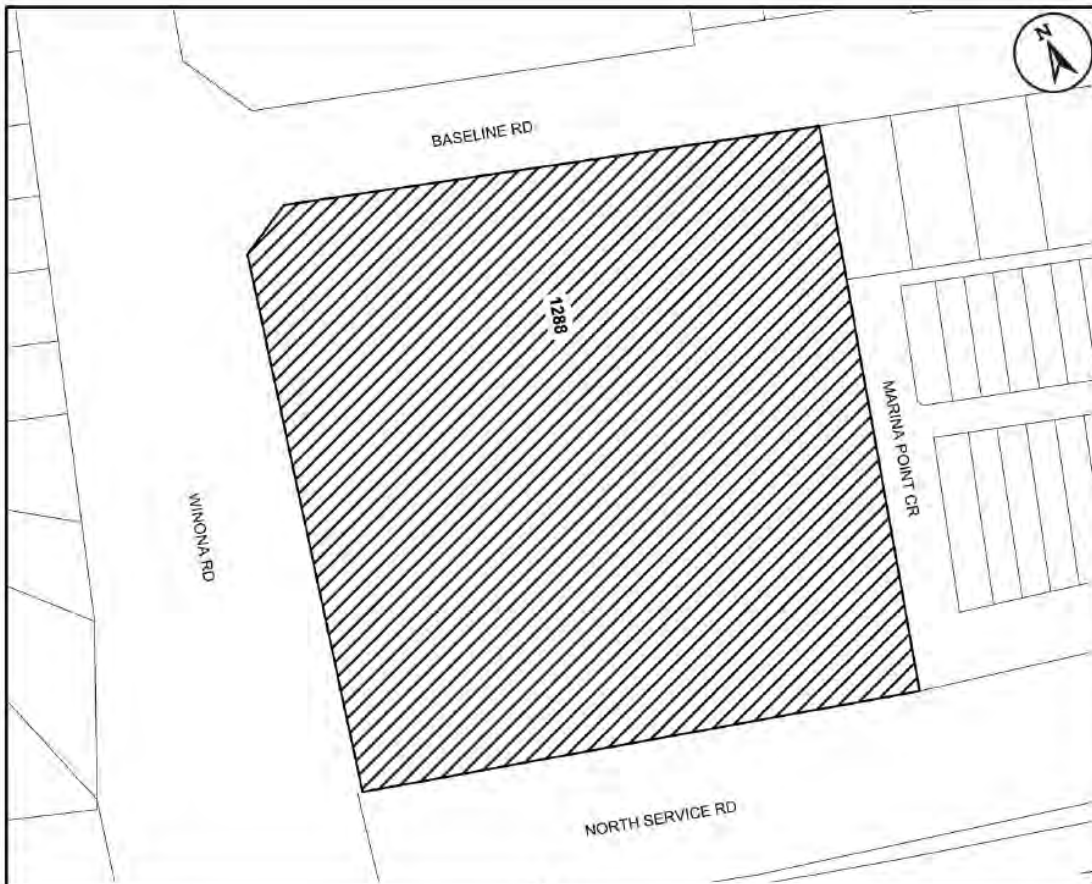 N
BASELINE RD
1288
MARINA POINT CR
WINONA RD
NORTH SERVICE RD